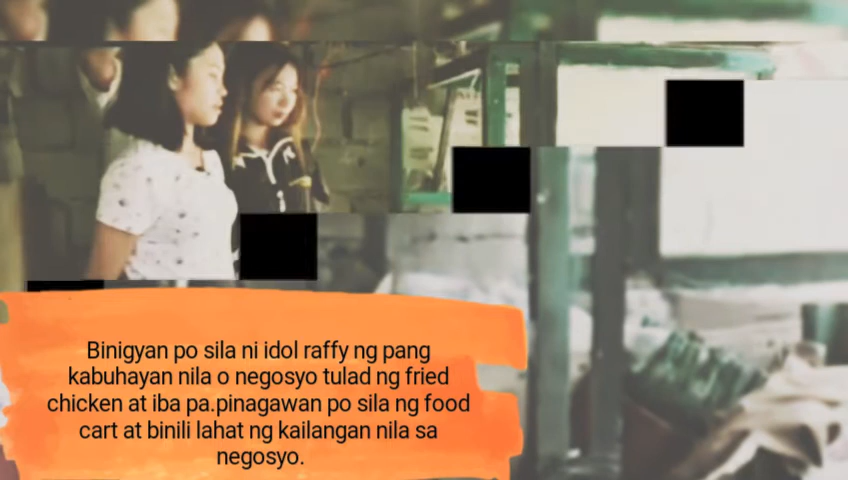 Binigyan po sila ni idol raffy ng pang
kabuhayan nila o negosyo tulad ng fried
chicken at iba pa.pinagawan po sila ng food
cart at binili lahat ng kailangan nila sa
negosyo.